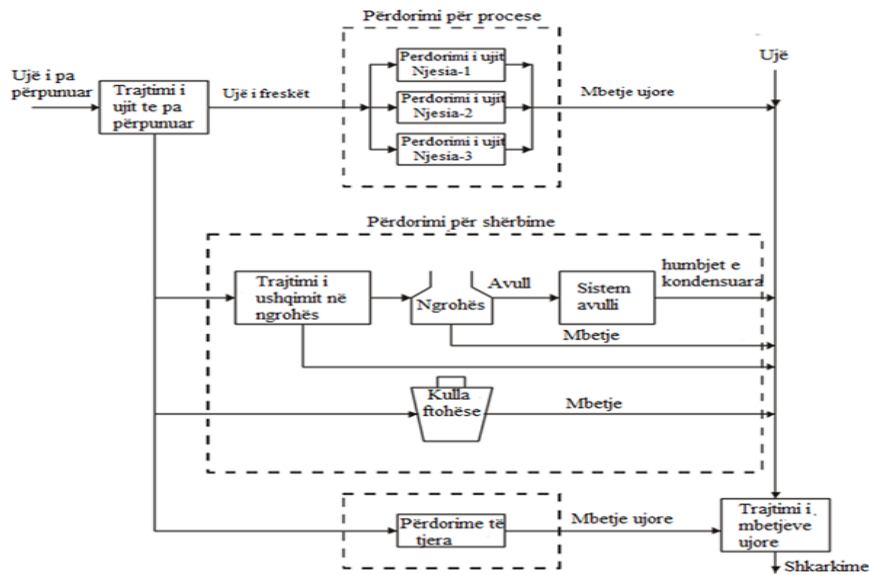 Përdorimi për procese
Ujë
Ujë i pa
përpunuar
Trajtimi i
ujit te pa
përpunuar
Ujë i freskët
Perdorimi i ujit
Njesia-1
Përdorimi i ujit
Njesia-2
Përdorimi i ujit
Njesia-3
Mbetje ujore
Përdorimi për shërbime
Trajtimi i
ushqimit në
ngrohës
Ngrohës
Avull
Sistem
avulli
humbjet e
kondensuara
Mbetje
Kulla
ftohëse
Mbetje
Përdorime të
tjera
Mbetje ujore
Trajtimi i.
mbetjeve
ujore
Shkarkime